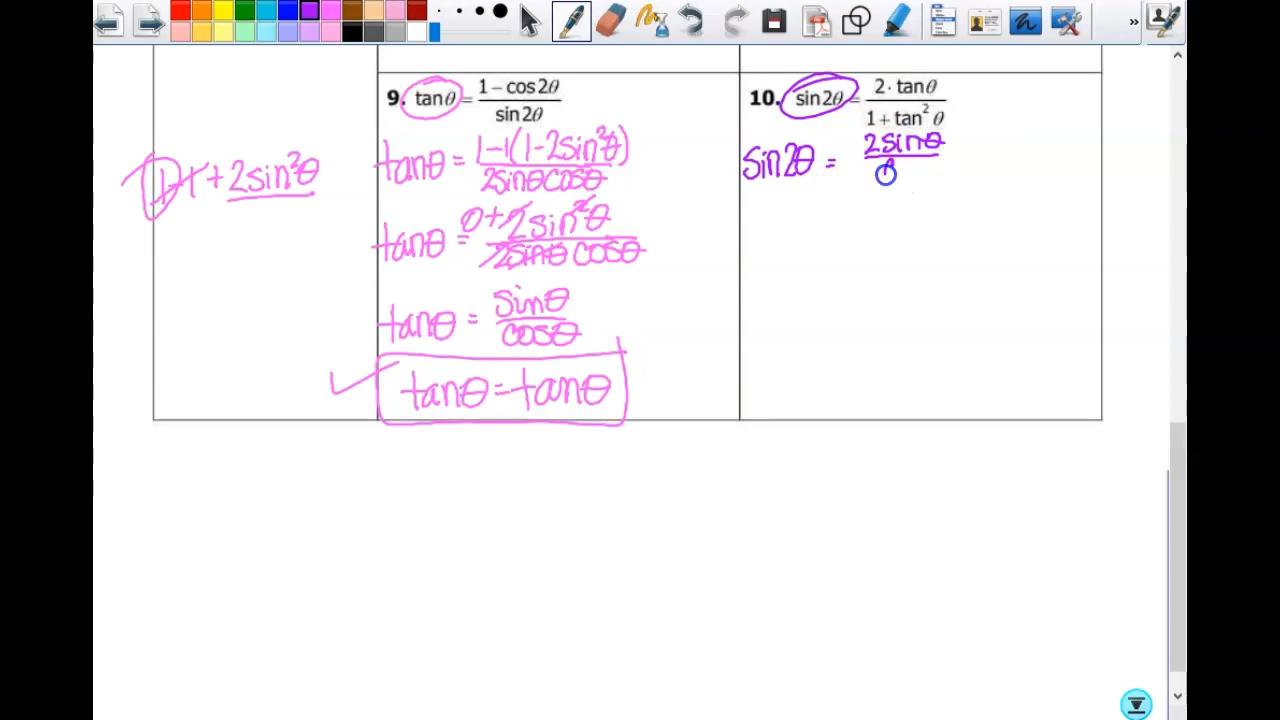 9. tanθ = (1 − cos2θ)/(sin2θ)
tanθ = (1−1(1−2sin²θ))/(2sinθcosθ)
1−1+2sin²θ
tanθ = (0+2sin²θ)/(2sinθcosθ)
tanθ = sinθ/cosθ
tanθ = tanθ
10. sin2θ = (2·tanθ)/(1+tan²θ)
sin2θ = 2sinθ
»